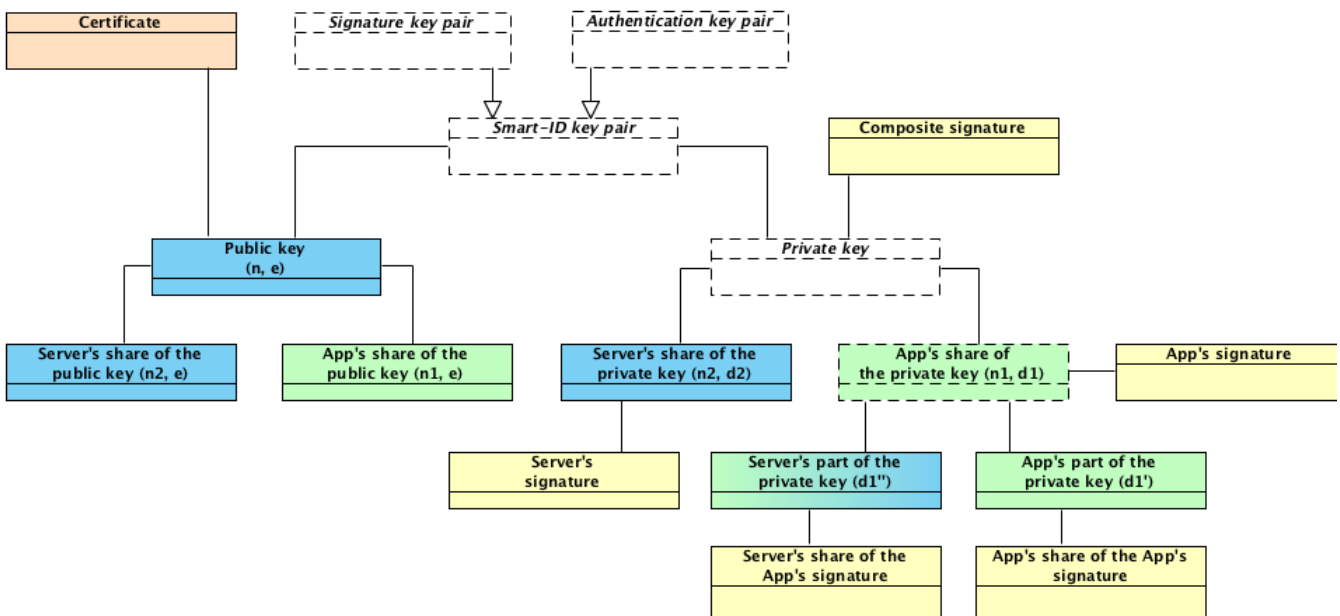 Certificate
Signature key pair
Authentication key pair
Smart-ID key pair
Composite signature
Public key
(n, e)
Private key
Server's share of the
public key (n2, e)
App's share of the
public key (n1, e)
Server's share of the
private key (n2, d2)
App's share of
the private key (n1, d1)
App's signature
Server's
signature
Server's part of the
private key (d1'')
App's part of the
private key (d1')
Server's share of the
App's signature
App's share of the App's
signature